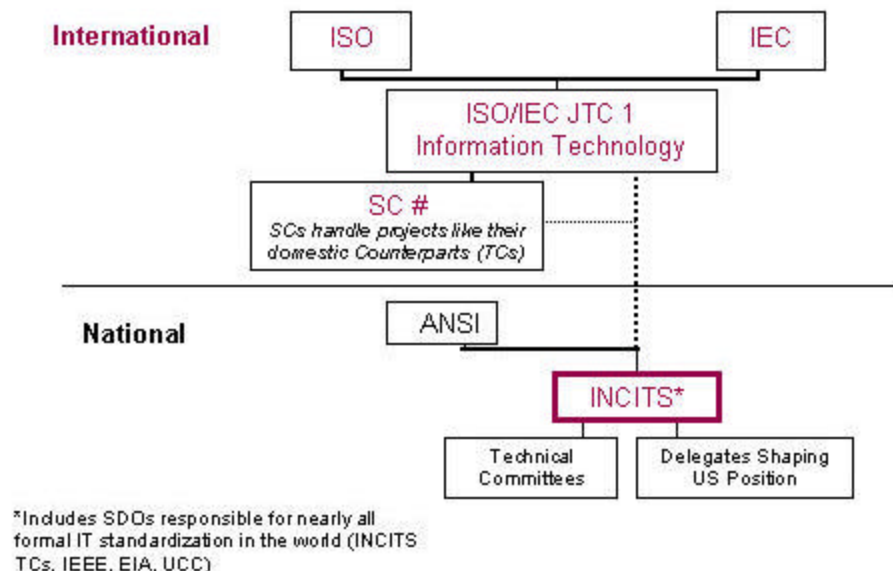 International
ISO
IEC
ISO/IEC JTC 1
Information Technology
SC #
SCs handle projects like their
domestic Counterparts (TCs)
National
ANSI
INCITS*
Technical
Committees
Delegates Shaping
US Position
*Includes SDOs responsible for nearly all
formal IT standardization in the world (INCITS
TCs, IEEE, EIA, UCC)